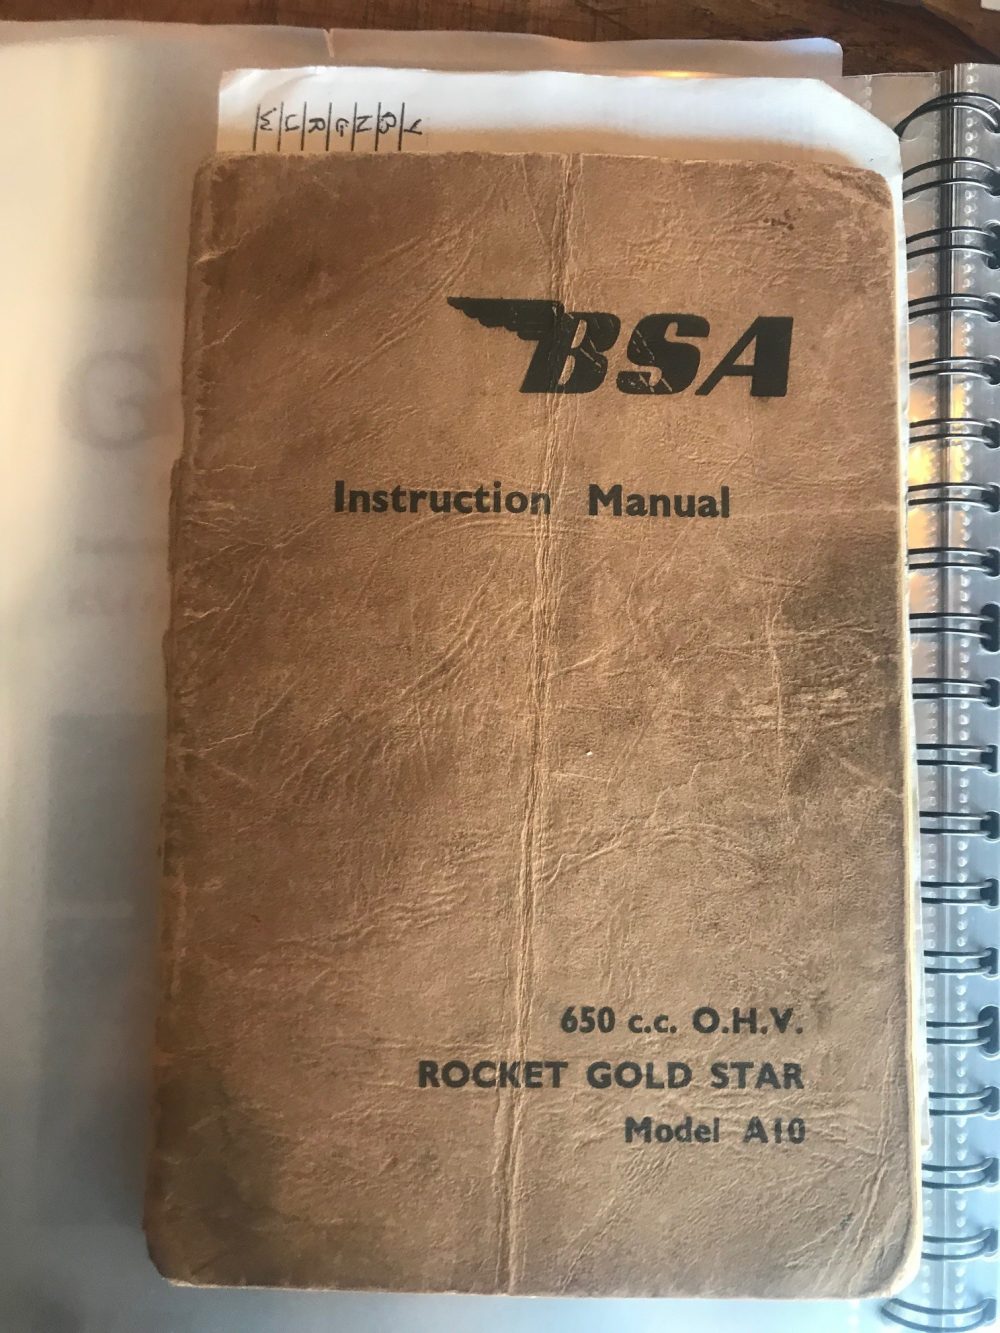 Y
B
N
G
R
U
W
BSA
Instruction Manual
650 c.c. O.H.V.
ROCKET GOLD STAR
Model A10